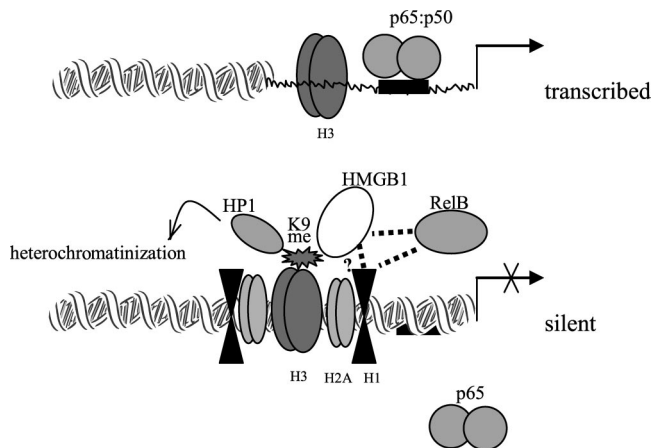 p65:p50
transcribed
H3
HMGB1
HP1
K9
me
RelB
heterochromatinization
?
silent
H3
H2A
H1
p65